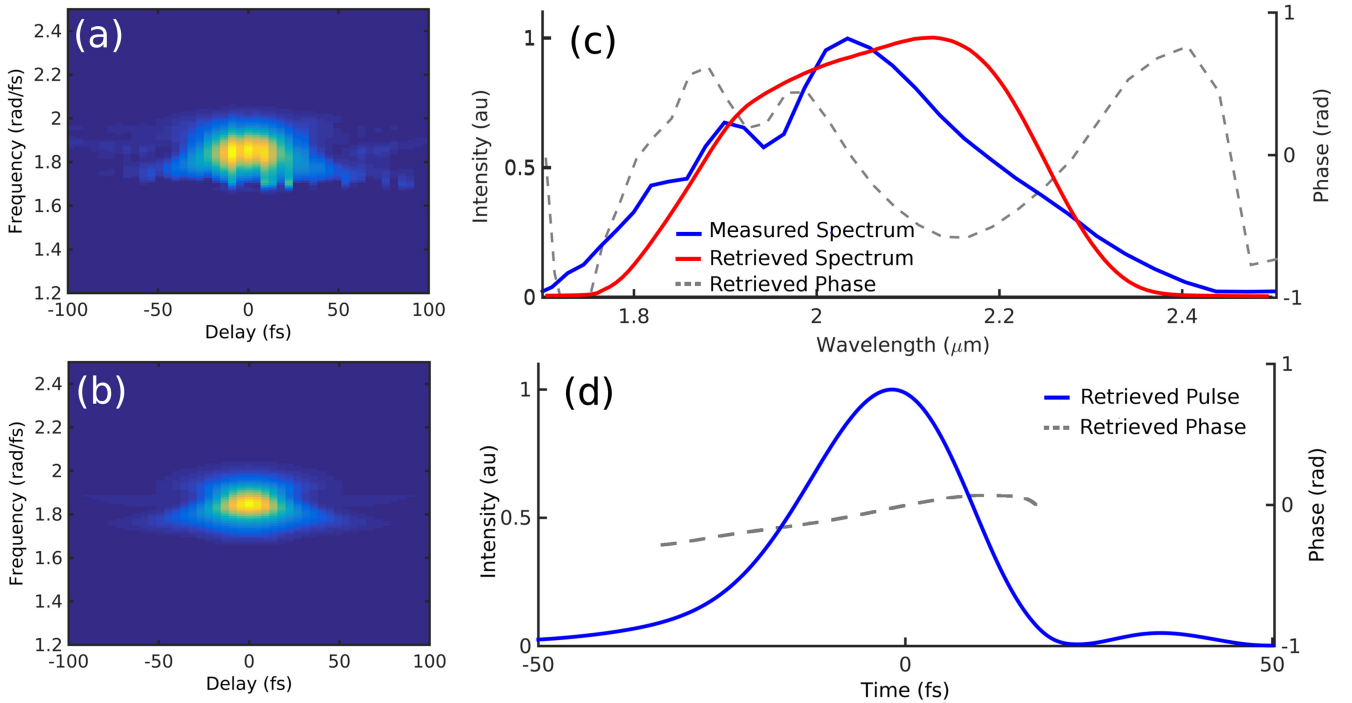 (a)
2.4
2.2
2
1.8
1.6
1.4
1.2
Frequency (rad/fs)
-100 -50 0 50 100
Delay (fs)
(b)
2.4
2.2
2
1.8
1.6
1.4
1.2
Frequency (rad/fs)
-100 -50 0 50 100
Delay (fs)
(c)
1
0.5
0
Intensity (au)
1
0
-1
Phase (rad)
Measured Spectrum
Retrieved Spectrum
Retrieved Phase
1.8 2 2.2 2.4
Wavelength (μm)
(d)
1
0.5
0
Intensity (au)
1
0
-1
Phase (rad)
Retrieved Pulse
Retrieved Phase
-50 0 50
Time (fs)